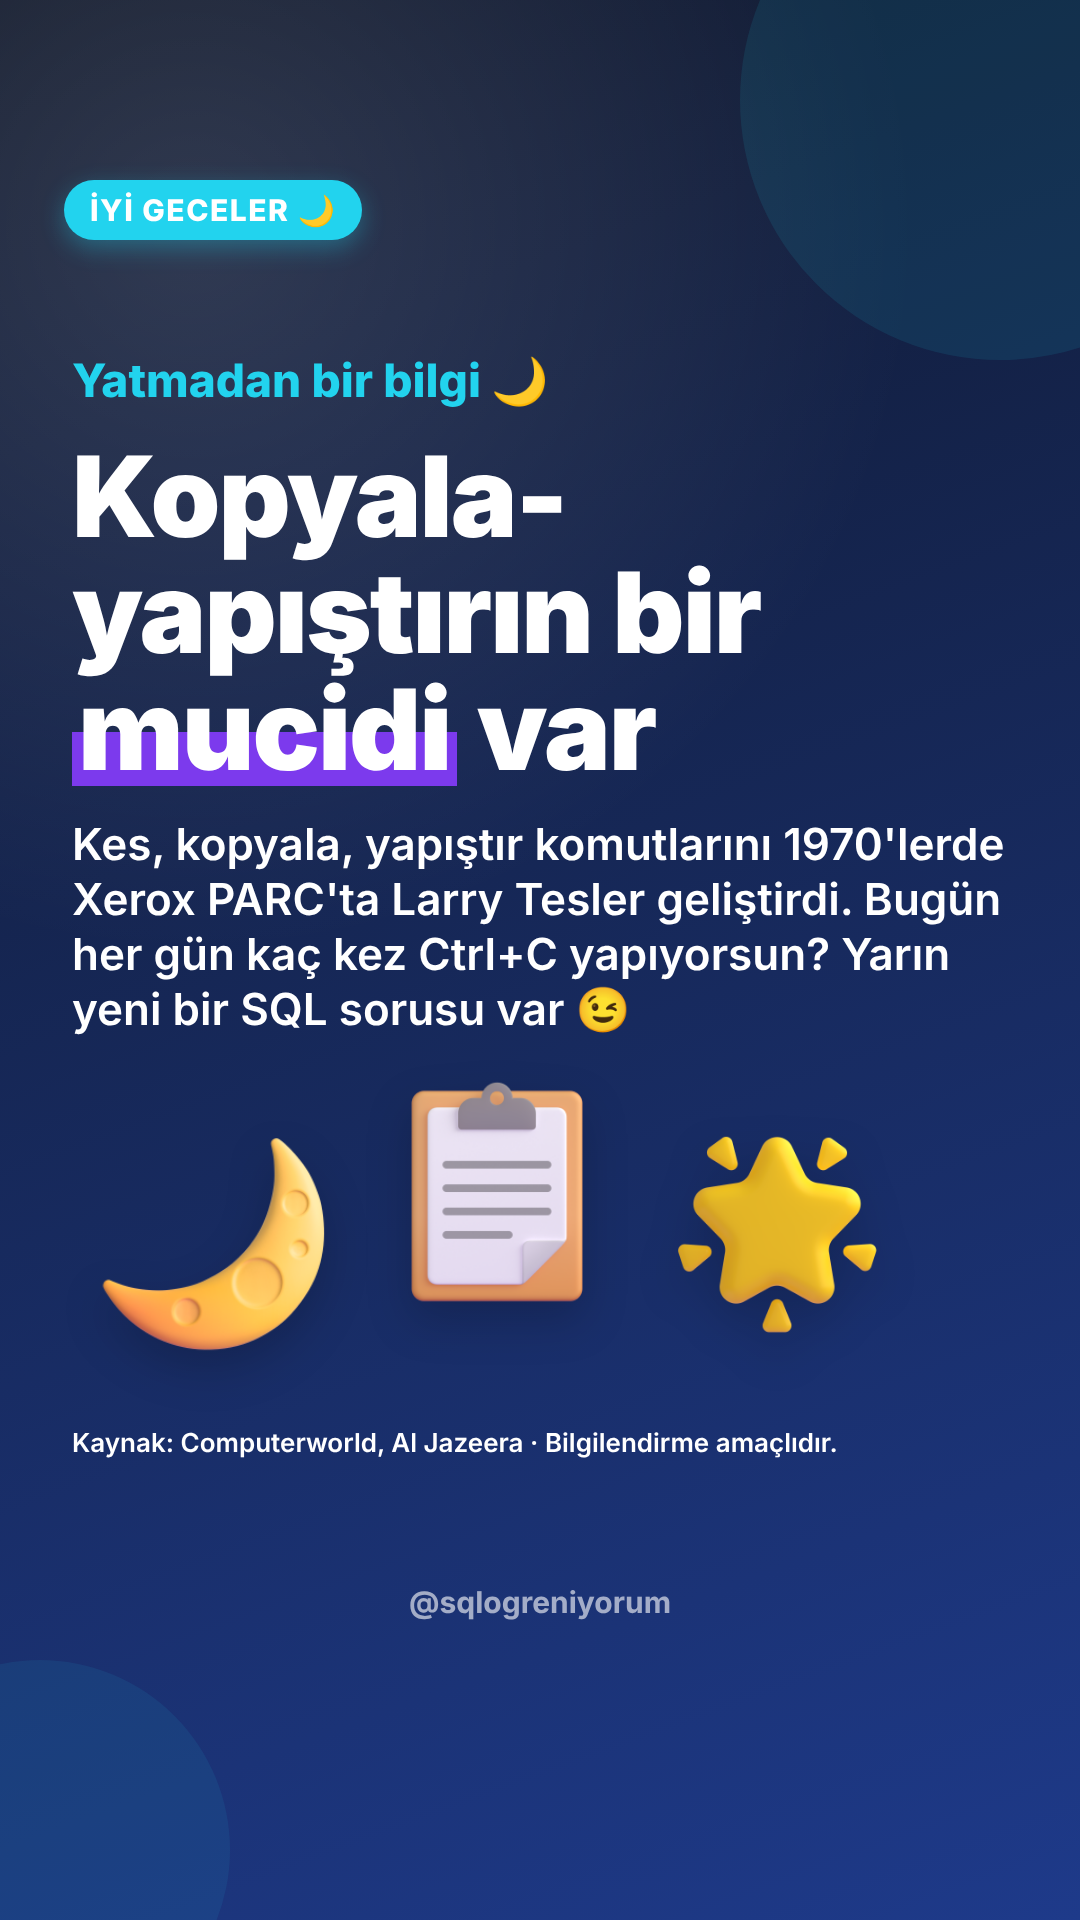 İYİ GECELER 🌙
Yatmadan bir bilgi 🌙
Kopyala-
yapıştırın bir
mucidi var
Kes, kopyala, yapıştır komutlarını 1970'lerde
Xerox PARC'ta Larry Tesler geliştirdi. Bugün
her gün kaç kez Ctrl+C yapıyorsun? Yarın
yeni bir SQL sorusu var 😉
Kaynak: Computerworld, Al Jazeera · Bilgilendirme amaçlıdır.
@sqlogreniyorum